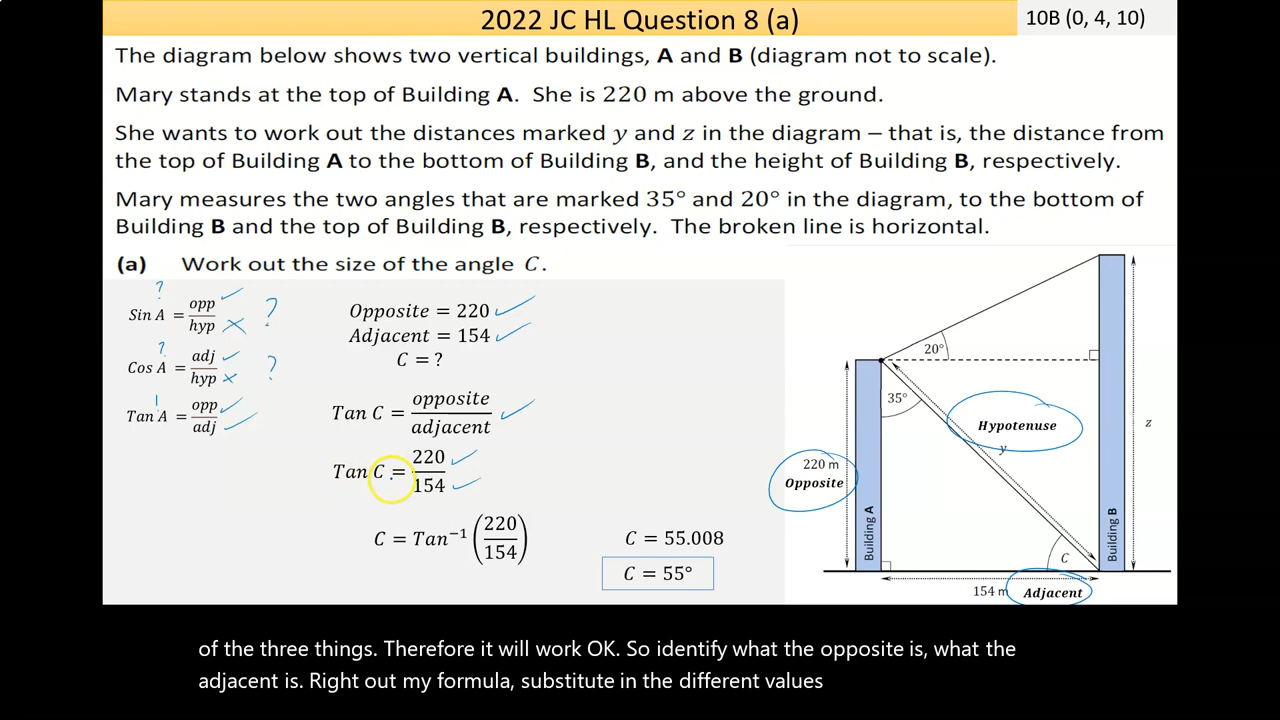 2022 JC HL Question 8 (a)
10B (0, 4, 10)
The diagram below shows two vertical buildings, A and B (diagram not to scale).
Mary stands at the top of Building A. She is 220 m above the ground.
She wants to work out the distances marked y and z in the diagram – that is, the distance from
the top of Building A to the bottom of Building B, and the height of Building B, respectively.
Mary measures the two angles that are marked 35° and 20° in the diagram, to the bottom of
Building B and the top of Building B, respectively. The broken line is horizontal.
(a) Work out the size of the angle C.
?
Sin A = opp/hyp ?
?
Cos A = adj/hyp ?
Tan A = opp/adj
Opposite = 220
Adjacent = 154
C = ?
Tan C = opposite/adjacent
Tan C = 220/154
C = Tan⁻¹ (220/154)
C = 55.008
C = 55°
20°
35°
Hypotenuse
y
z
220 m
Opposite
Building A
Building B
C
154 m Adjacent
of the three things. Therefore it will work OK. So identify what the opposite is, what the
adjacent is. Right out my formula, substitute in the different values